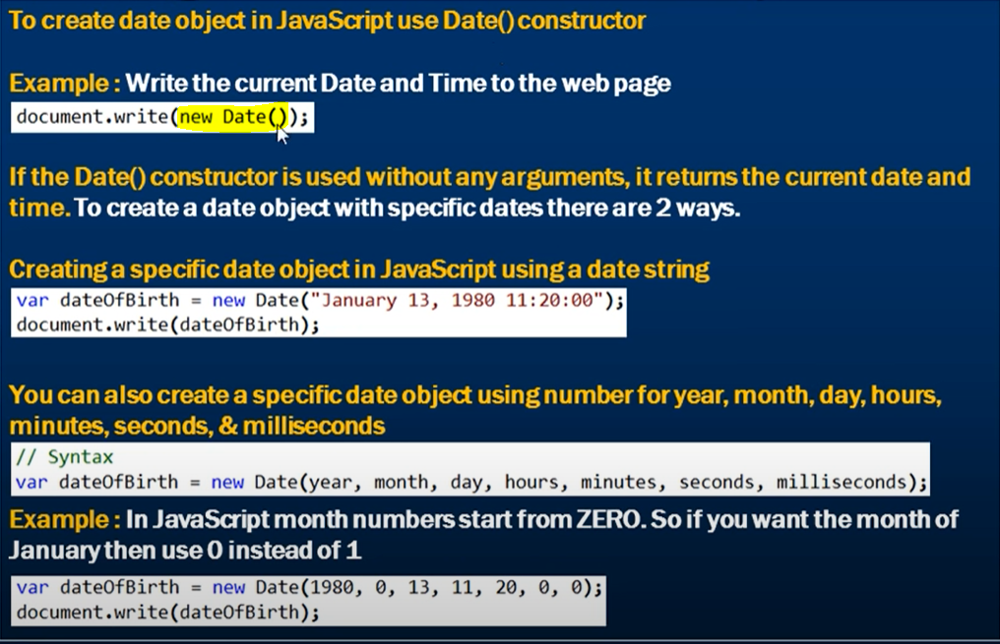 To create date object in JavaScript use Date() constructor
Example : Write the current Date and Time to the web page
document.write(new Date());
If the Date() constructor is used without any arguments, it returns the current date and
time. To create a date object with specific dates there are 2 ways.
Creating a specific date object in JavaScript using a date string
var dateOfBirth = new Date("January 13, 1980 11:20:00");
document.write(dateOfBirth);
You can also create a specific date object using number for year, month, day, hours,
minutes, seconds, & milliseconds
// Syntax
var dateOfBirth = new Date(year, month, day, hours, minutes, seconds, milliseconds);
Example : In JavaScript month numbers start from ZERO. So if you want the month of
January then use 0 instead of 1
var dateOfBirth = new Date(1980, 0, 13, 11, 20, 0, 0);
document.write(dateOfBirth);